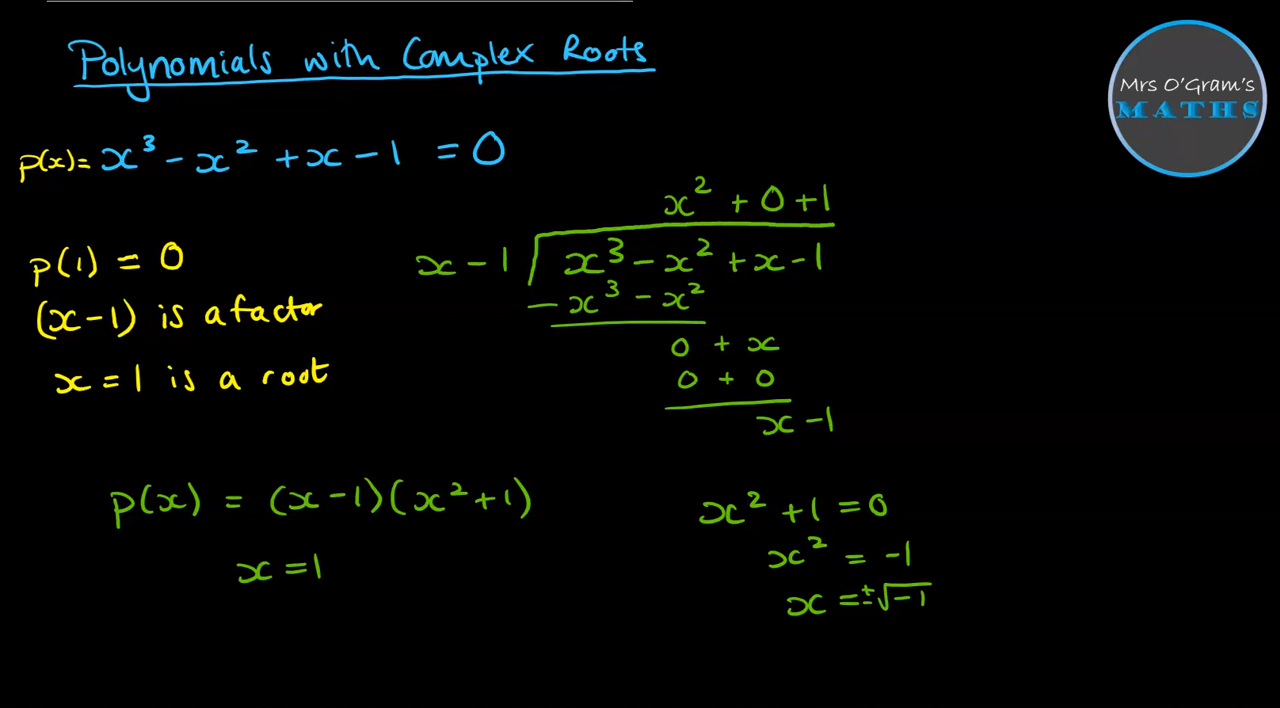 Polynomials with Complex Roots
Mrs O'Gram's
MATHS
p(x)= x³ - x² + x - 1 = 0
x² + 0 + 1
x - 1 √ x³ - x² + x - 1
- x³ - x²
0 + x
0 + 0
x - 1
p(1) = 0
(x-1) is a factor
x = 1 is a root
p(x) = (x-1)(x²+1)
x = 1
x² + 1 = 0
x² = -1
x = ±√-1